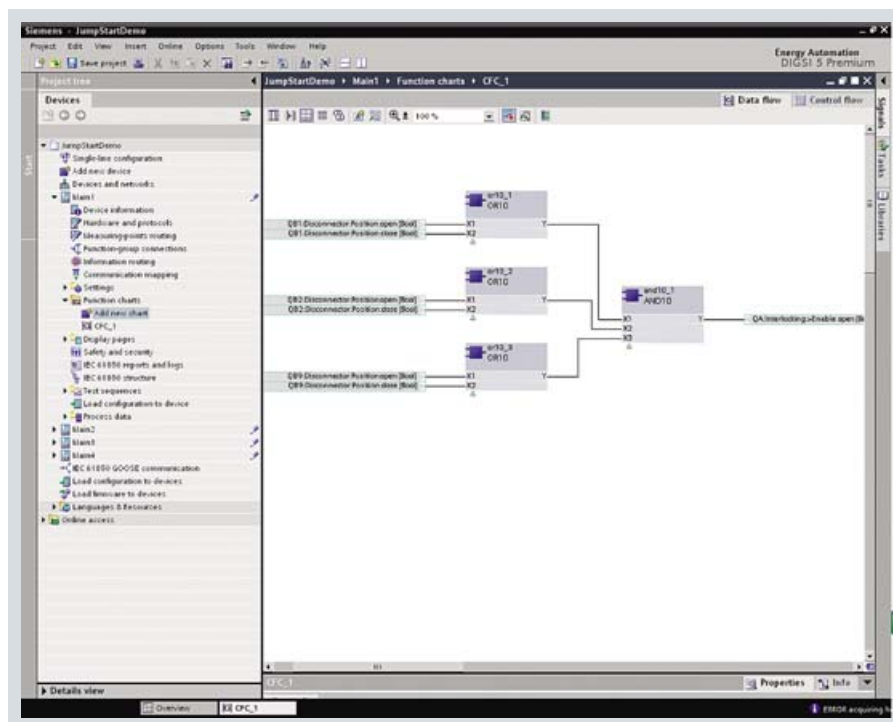 Siemens - JumpStartDemo
Project Edit View Insert Online Options Tools Window Help
Energy Automation
DIGSI 5 Premium
Save project
100 %
Project tree
JumpStartDemo Main1 Function charts CFC_1
Devices
Data flow
Control flow
Start
Signals
Tasks
Libraries
JumpStartDemo
Single-line configuration
Add new device
Devices and networks
Main1
Device information
Hardware and protocols
Measuring-points routing
Function-group connections
Information routing
Communication mapping
Settings
Function charts
Add new chart
CFC_1
Display pages
Safety and security
IEC 61850 reports and logs
IEC 61850 structure
Test sequences
Load configuration to device
Process data
Main2
Main3
Main4
IEC 61850 GOOSE communication
Load configuration to devices
Load firmware to devices
Languages & Resources
Online access
or10_1
OR10
QB1:Disconnector Position:open [Bool] X1 Y
QB1:Disconnector Position:close [Bool] X2
or10_2
OR10
QB2:Disconnector Position:open [Bool] X1 Y
QB2:Disconnector Position:close [Bool] X2
or10_3
OR10
QB9:Disconnector Position:open [Bool] X1 Y
QB9:Disconnector Position:close [Bool] X2
and10_1
AND10
X1 Y
X2
X3
QA:Interlocking:>Enable open [B
CFC_1
Properties
Info
Details view
Overview
CFC_1
ERROR acquiring